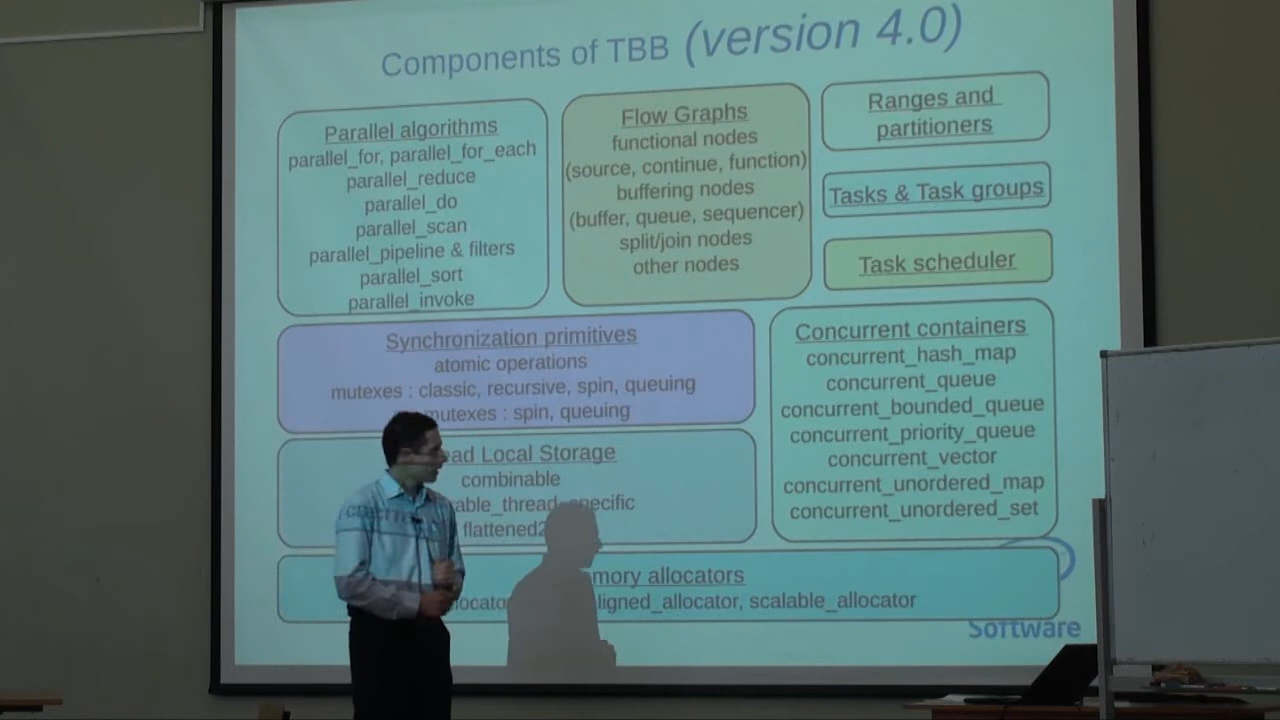 Components of TBB (version 4.0)
Parallel algorithms
parallel_for, parallel_for_each
parallel_reduce
parallel_do
parallel_scan
parallel_pipeline & filters
parallel_sort
parallel_invoke
Flow Graphs
functional nodes
(source, continue, function)
buffering nodes
(buffer, queue, sequencer)
split/join nodes
other nodes
Ranges and
partitioners
Tasks & Task groups
Task scheduler
Synchronization primitives
atomic operations
mutexes : classic, recursive, spin, queuing
mutexes : spin, queuing
Concurrent containers
concurrent_hash_map
concurrent_queue
concurrent_bounded_queue
concurrent_priority_queue
concurrent_vector
concurrent_unordered_map
concurrent_unordered_set
Local Storage
combinable
allocators
scalable_allocator
Software